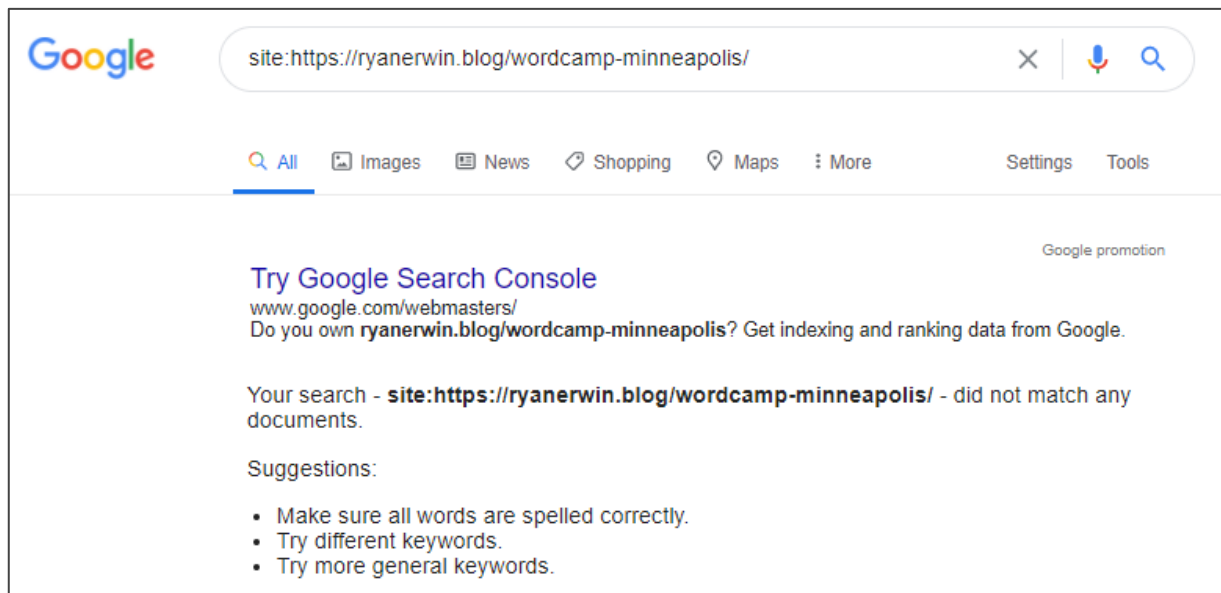 Google
site:https://ryanerwin.blog/wordcamp-minneapolis/
All Images News Shopping Maps More Settings Tools
Google promotion
Try Google Search Console
www.google.com/webmasters/
Do you own ryanerwin.blog/wordcamp-minneapolis? Get indexing and ranking data from Google.
Your search - site:https://ryanerwin.blog/wordcamp-minneapolis/ - did not match any
documents.
Suggestions:
• Make sure all words are spelled correctly.
• Try different keywords.
• Try more general keywords.